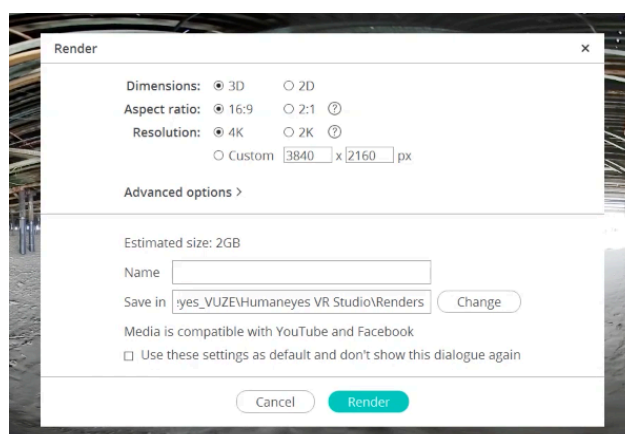 Render ×
Dimensions: 3D 2D
Aspect ratio: 16:9 2:1 ?
Resolution: 4K 2K ?
Custom 3840 x 2160 px
Advanced options >
Estimated size: 2GB
Name
Save in yes_VUZE\Humaneyes VR Studio\Renders Change
Media is compatible with YouTube and Facebook
Use these settings as default and don't show this dialogue again
Cancel Render